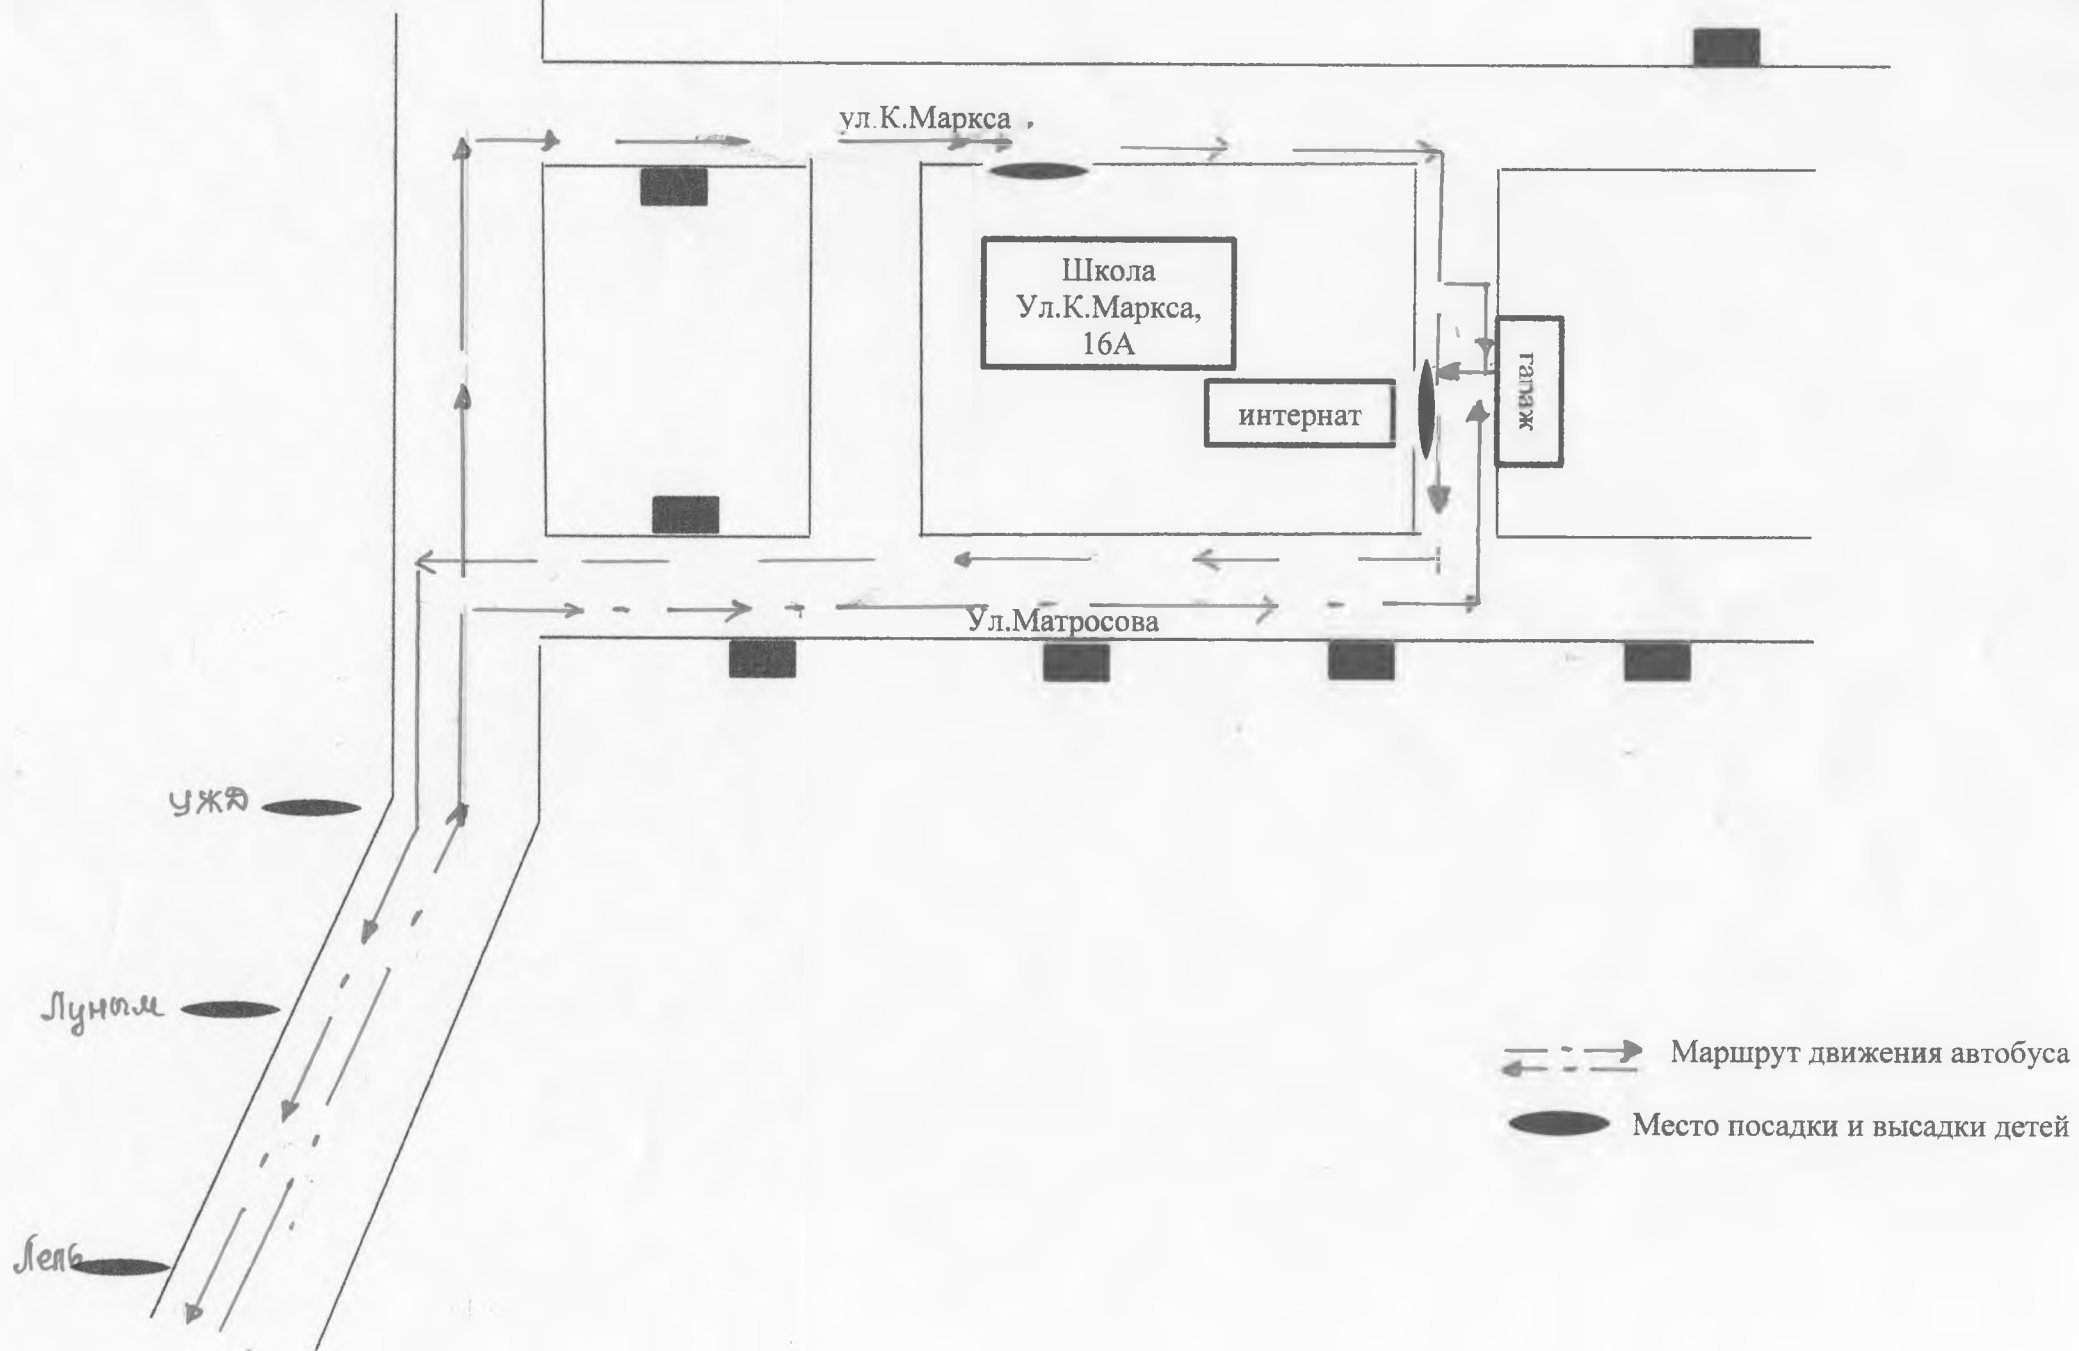 ул.К.Маркса
Школа
Ул.К.Маркса,
16А
гараж
интернат
Ул.Матросова
УЖД
Луным
Лель
Маршрут движения автобуса
Место посадки и высадки детей